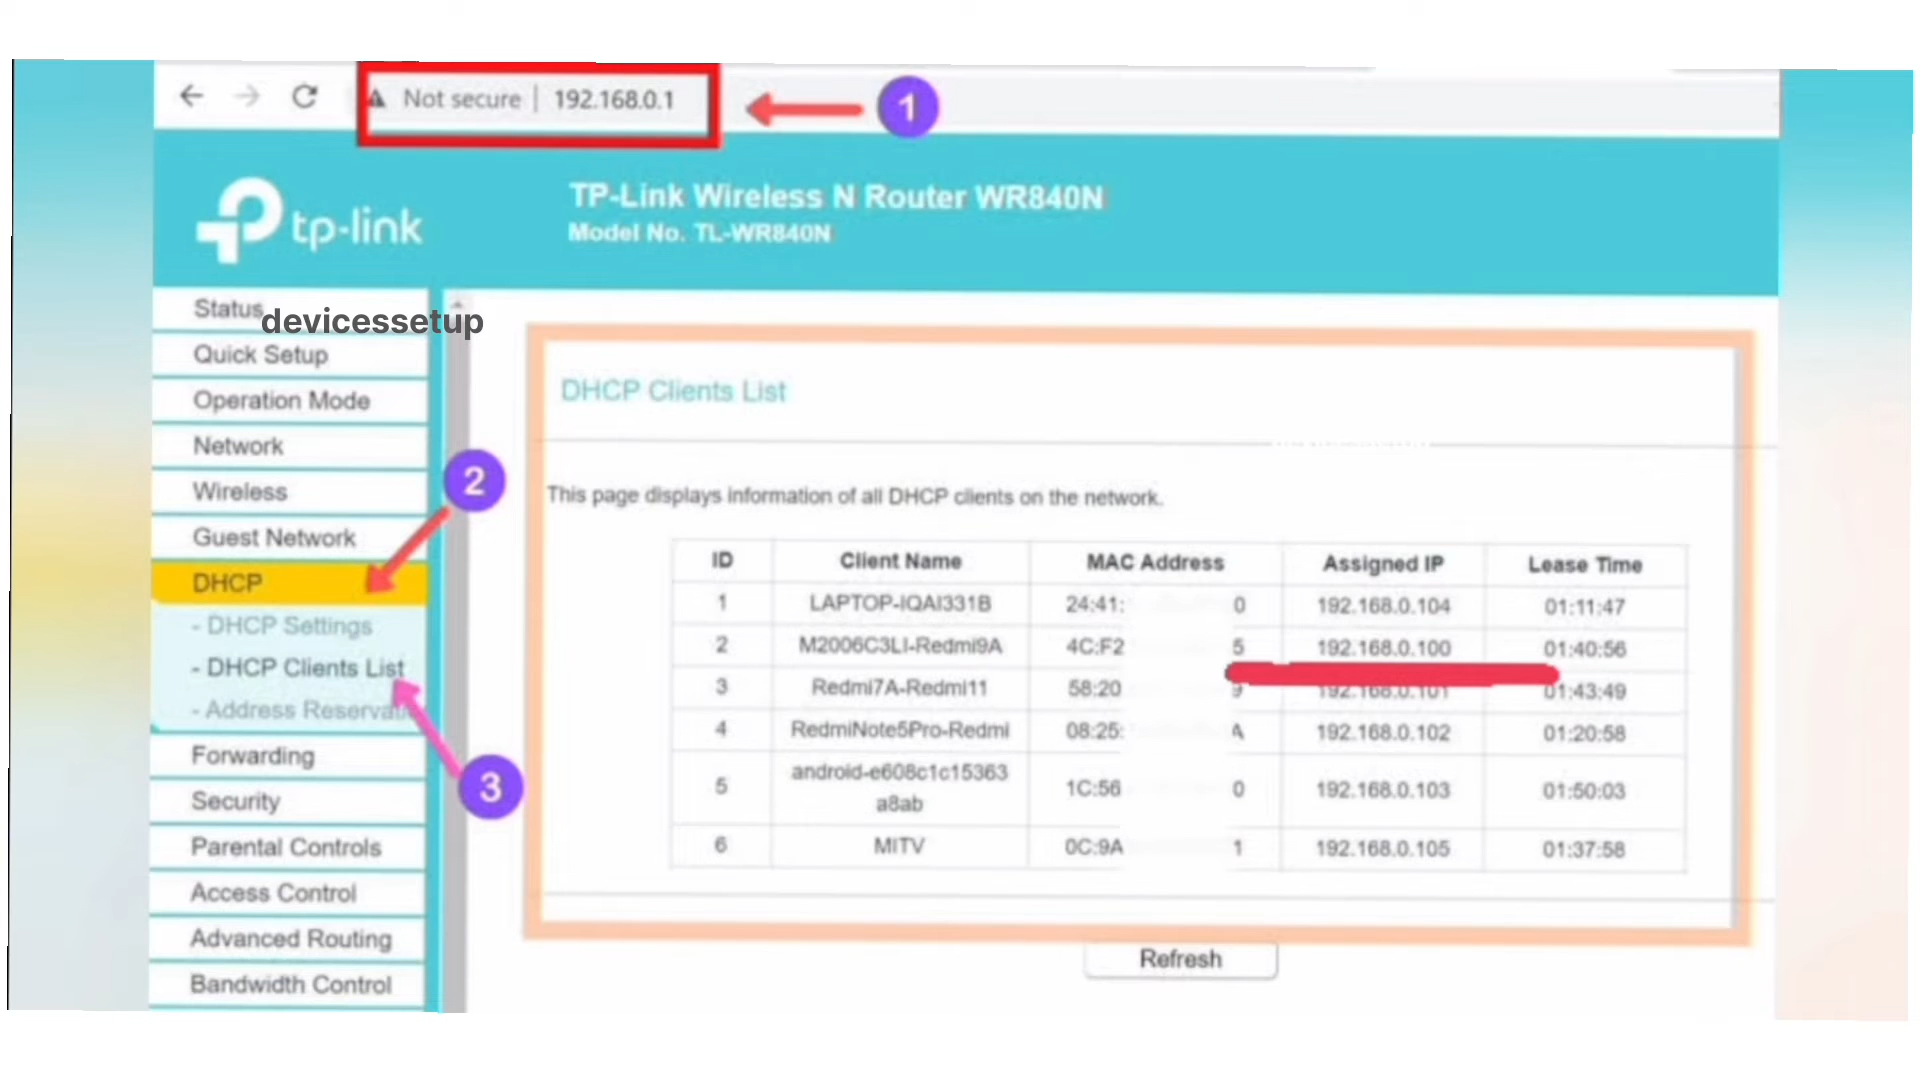 Not secure | 192.168.0.1
1
tp-link
TP-Link Wireless N Router WR840N
Model No. TL-WR840N
Status
devicessetup
Quick Setup
Operation Mode
Network
Wireless
2
Guest Network
DHCP
- DHCP Settings
- DHCP Clients List
- Address Reservati
3
Forwarding
Security
Parental Controls
Access Control
Advanced Routing
Bandwidth Control
DHCP Clients List
This page displays information of all DHCP clients on the network.
ID Client Name MAC Address Assigned IP Lease Time
1 LAPTOP-IQAI331B 24:41: 0 192.168.0.104 01:11:47
2 M2006C3LI-Redmi9A 4C:F2 5 192.168.0.100 01:40:56
3 Redmi7A-Redmi11 58:20 9 192.168.0.101 01:43:49
4 RedmiNote5Pro-Redmi 08:25: A 192.168.0.102 01:20:58
5 android-e608c1c15363
a8ab 1C:56 0 192.168.0.103 01:50:03
6 MITV 0C:9A 1 192.168.0.105 01:37:58
Refresh